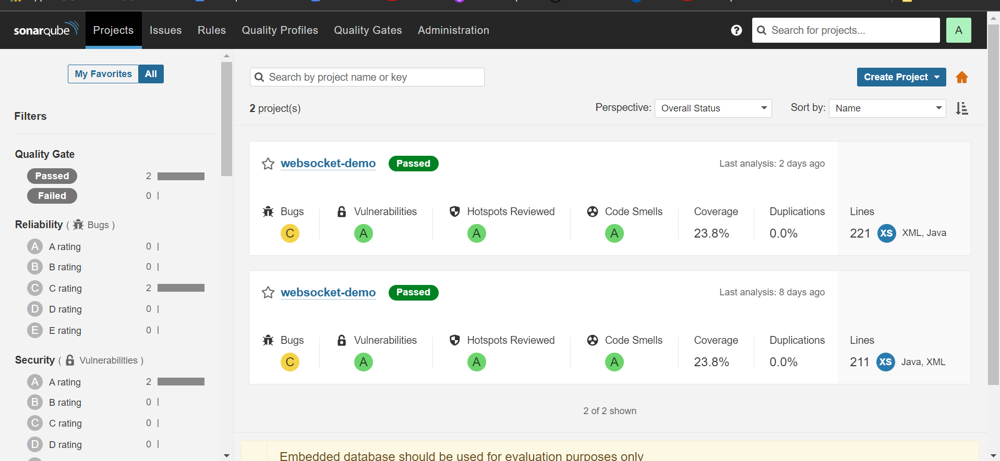 sonarqube Projects Issues Rules Quality Profiles Quality Gates Administration ? Search for projects... A
My Favorites All
Filters
Quality Gate
Passed 2
Failed 0
Reliability ( Bugs )
A A rating 0
B B rating 0
C C rating 2
D D rating 0
E E rating 0
Security ( Vulnerabilities )
A A rating 2
B B rating 0
C C rating 0
D D rating 0
Search by project name or key Create Project
2 project(s) Perspective: Overall Status Sort by: Name
websocket-demo Passed Last analysis: 2 days ago
Bugs Vulnerabilities Hotspots Reviewed Code Smells Coverage Duplications Lines
C A A A 23.8% 0.0% 221 XS XML, Java
websocket-demo Passed Last analysis: 8 days ago
Bugs Vulnerabilities Hotspots Reviewed Code Smells Coverage Duplications Lines
C A A A 23.8% 0.0% 211 XS Java, XML
2 of 2 shown
Embedded database should be used for evaluation purposes only